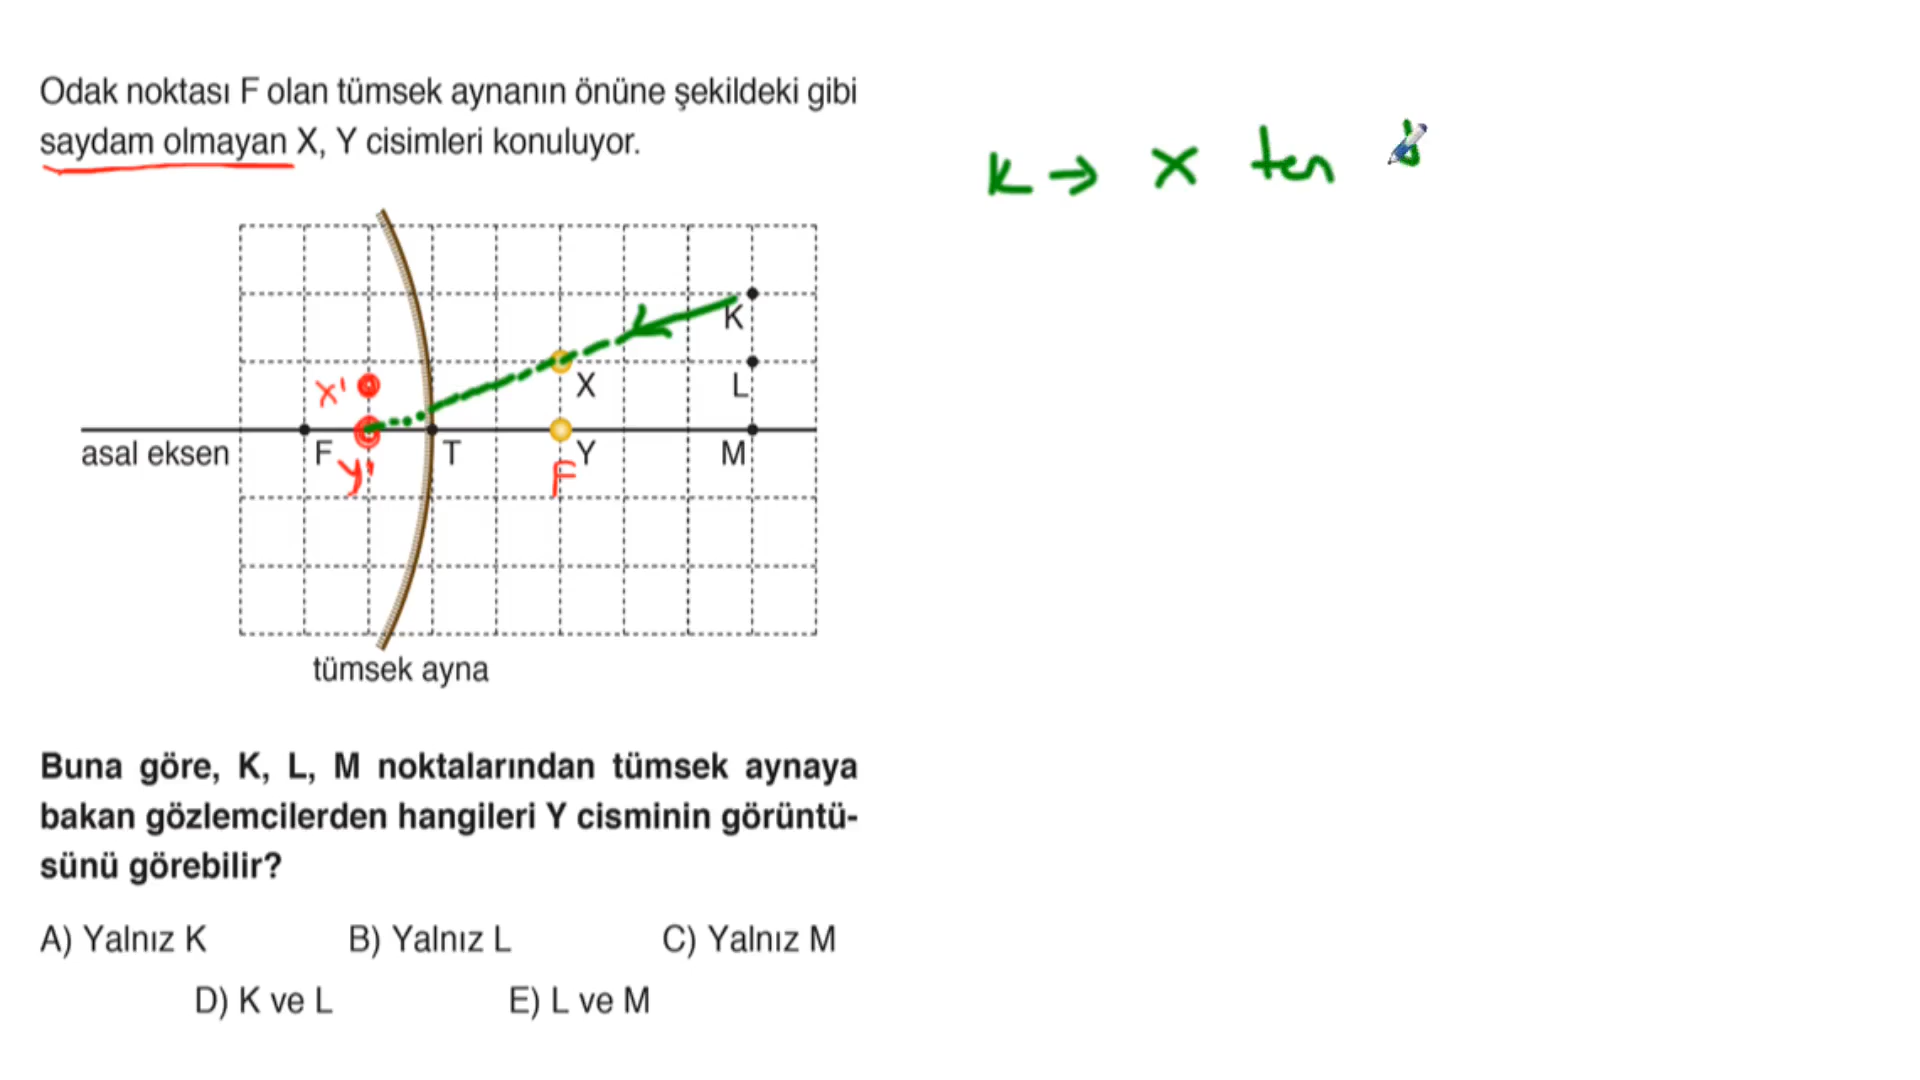 Odak noktası F olan tümsek aynanın önüne şekildeki gibi
saydam olmayan X, Y cisimleri konuluyor.
K → X ten
K
X' X L
asal eksen F T Y M
Y' F
tümsek ayna
Buna göre, K, L, M noktalarından tümsek aynaya
bakan gözlemcilerden hangileri Y cisminin görüntü-
sünü görebilir?
A) Yalnız K B) Yalnız L C) Yalnız M
D) K ve L E) L ve M